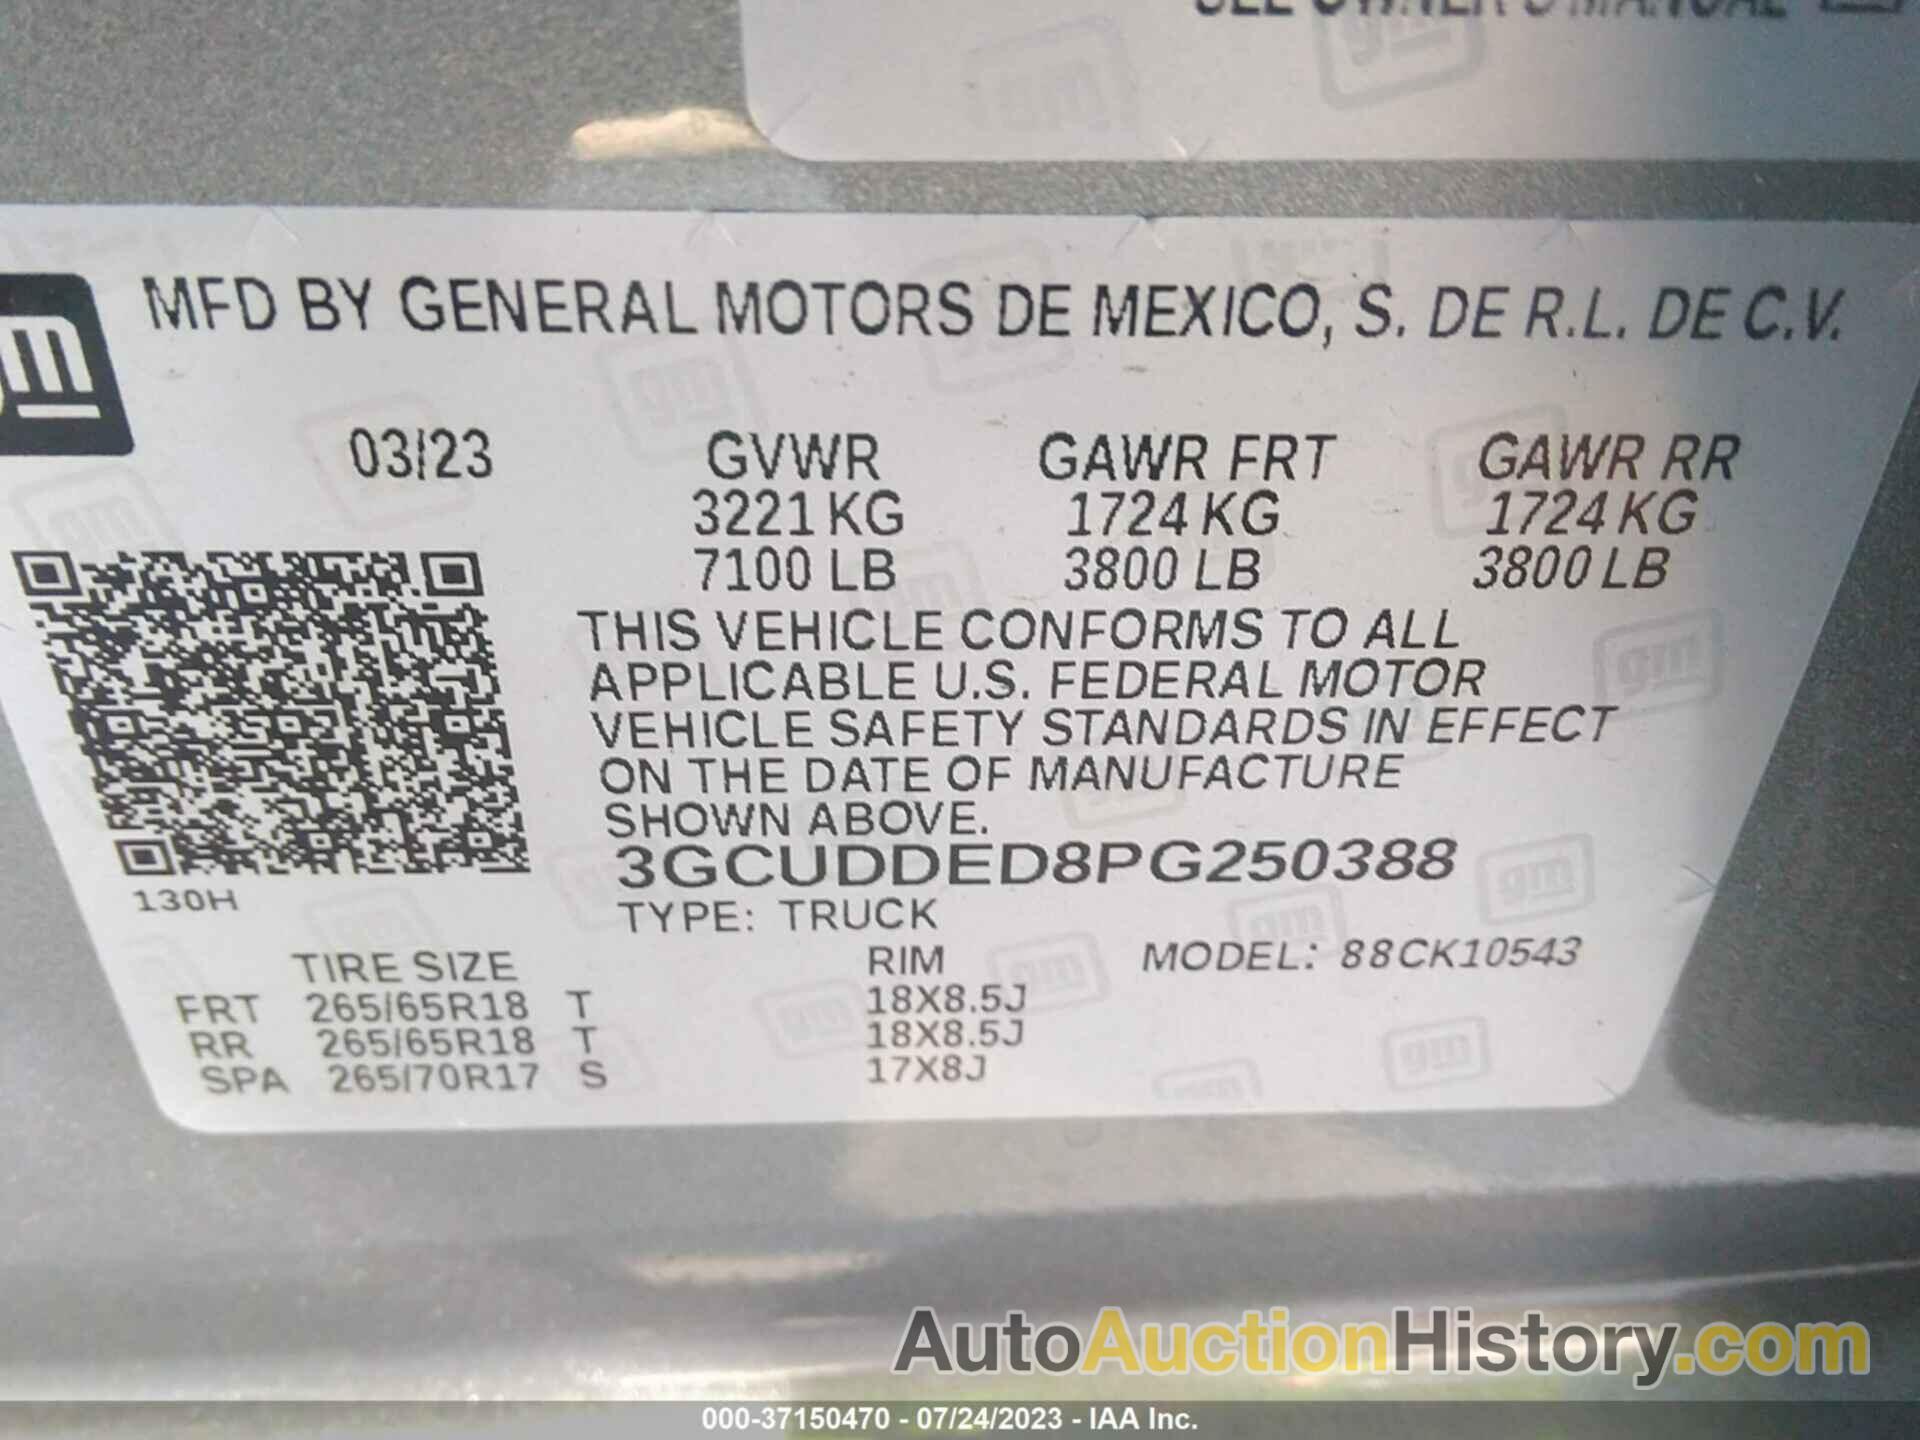 SEE OWNER'S MANUAL
gm
MFD BY GENERAL MOTORS DE MEXICO, S. DE R.L. DE C.V.
03/23 GVWR GAWR FRT GAWR RR
3221 KG 1724 KG 1724 KG
7100 LB 3800 LB 3800 LB
THIS VEHICLE CONFORMS TO ALL
APPLICABLE U.S. FEDERAL MOTOR
VEHICLE SAFETY STANDARDS IN EFFECT
ON THE DATE OF MANUFACTURE
SHOWN ABOVE.
3GCUDDED8PG250388
130H
TYPE: TRUCK
TIRE SIZE RIM MODEL: 88CK10543
FRT 265/65R18 T 18X8.5J
RR 265/65R18 T 18X8.5J
SPA 265/70R17 S 17X8J
AutoAuctionHistory.com
000-37150470 - 07/24/2023 - IAA Inc.